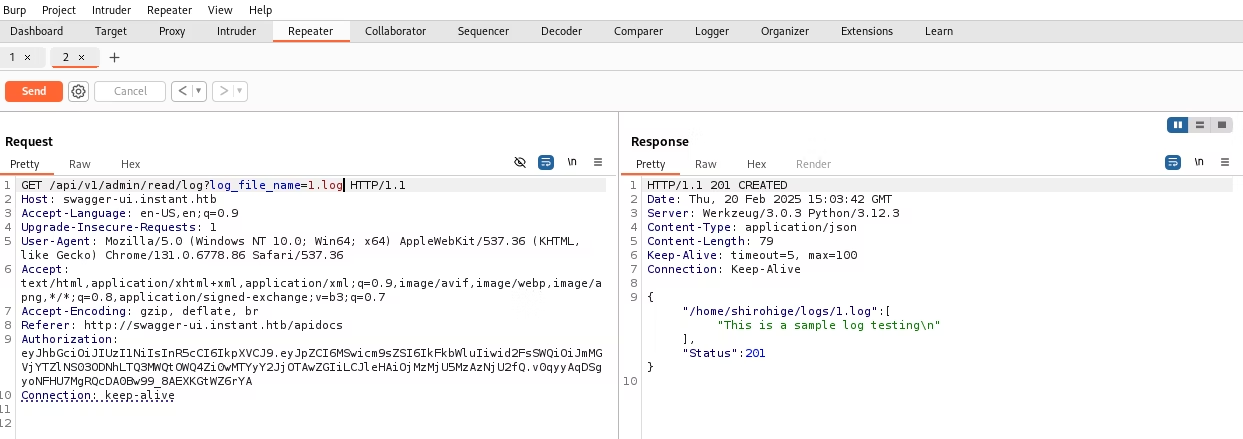 Burp Project Intruder Repeater View Help
Dashboard Target Proxy Intruder Repeater Collaborator Sequencer Decoder Comparer Logger Organizer Extensions Learn
1 × 2 × +
Send Cancel < ▾ > ▾
Request
Pretty Raw Hex \n
1 GET /api/v1/admin/read/log?log_file_name=1.log HTTP/1.1
2 Host: swagger-ui.instant.htb
3 Accept-Language: en-US,en;q=0.9
4 Upgrade-Insecure-Requests: 1
5 User-Agent: Mozilla/5.0 (Windows NT 10.0; Win64; x64) AppleWebKit/537.36 (KHTML,
like Gecko) Chrome/131.0.6778.86 Safari/537.36
6 Accept:
text/html,application/xhtml+xml,application/xml;q=0.9,image/avif,image/webp,image/a
png,*/*;q=0.8,application/signed-exchange;v=b3;q=0.7
7 Accept-Encoding: gzip, deflate, br
8 Referer: http://swagger-ui.instant.htb/apidocs
9 Authorization:
eyJhbGciOiJIUzI1NiIsInR5cCI6IkpXVCJ9.eyJpZCI6MSwicm9sZSI6IkFkbWluIiwid2FsSWQiOiJmMG
VjYTZlNS03ODNhLTQ3MWQtOWQ4Zi0wMTYyY2JjOTAwZGIiLCJleHAiOjMzMjU5MzAzNjU2fQ.v0qyyAqDSg
yoNFHU7MgRQcDA0Bw99_8AEXKGtWZ6rYA
10 Connection: keep-alive
11
12
Response
Pretty Raw Hex Render \n
1 HTTP/1.1 201 CREATED
2 Date: Thu, 20 Feb 2025 15:03:42 GMT
3 Server: Werkzeug/3.0.3 Python/3.12.3
4 Content-Type: application/json
5 Content-Length: 79
6 Keep-Alive: timeout=5, max=100
7 Connection: Keep-Alive
8
9 {
"/home/shirohige/logs/1.log":[
"This is a sample log testing\n"
],
"Status":201
}
10